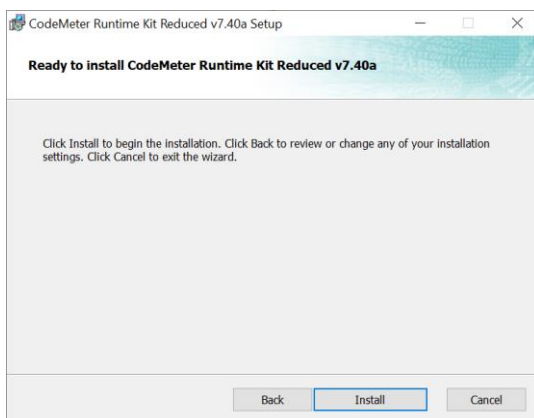 CodeMeter Runtime Kit Reduced v7.40a Setup
Ready to install CodeMeter Runtime Kit Reduced v7.40a
Click Install to begin the installation. Click Back to review or change any of your installation
settings. Click Cancel to exit the wizard.
Back Install Cancel